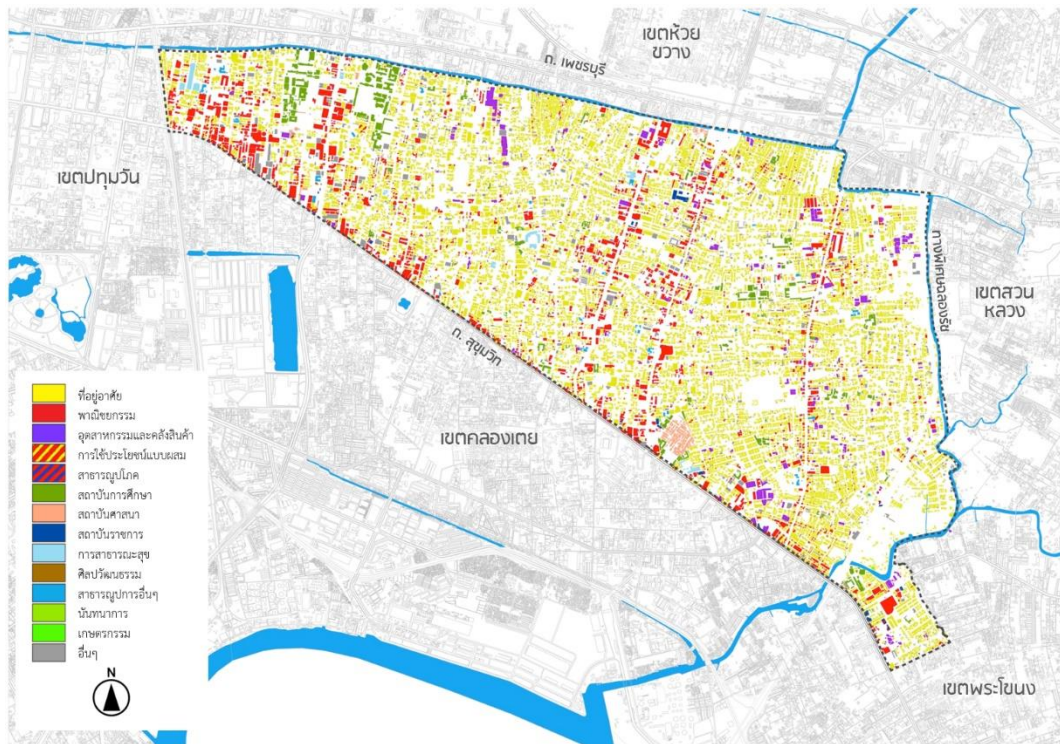 เขตห้วย
ขวาง
ถ. เพชรบุรี
เขตปทุมวัน
ทางพิเศษฉลองรัช
เขตสวน
หลวง
ถ. สุขุมวิท
เขตคลองเตย
เขตพระโขนง
ที่อยู่อาศัย
พาณิชยกรรม
อุตสาหกรรมและคลังสินค้า
การใช้ประโยชน์แบบผสม
สาธารณูปโภค
สถาบันการศึกษา
สถาบันศาสนา
สถาบันราชการ
การสาธารณะสุข
ศิลปวัฒนธรรม
สาธารณูปการอื่นๆ
นันทนาการ
เกษตรกรรม
อื่นๆ
N